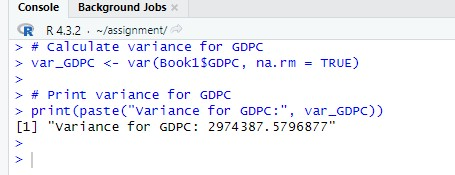 Console Background Jobs ×
R 4.3.2 · ~/assignment/
> # Calculate variance for GDPC
> var_GDPC <- var(Book1$GDPC, na.rm = TRUE)
>
> # Print variance for GDPC
> print(paste("Variance for GDPC:", var_GDPC))
[1] "Variance for GDPC: 2974387.5796877"
>
>